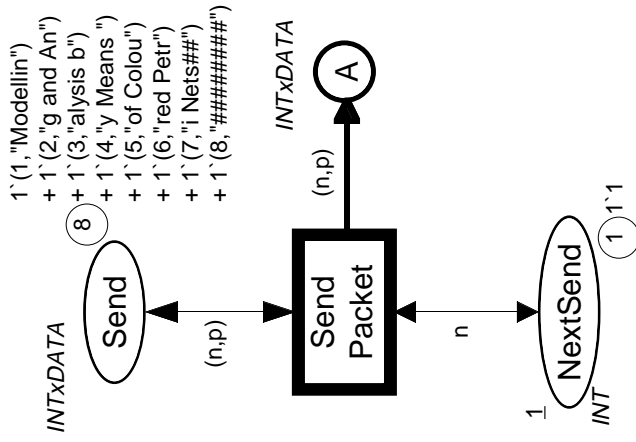 1`(1,"Modellin")
+ 1`(2,"g and An")
+ 1`(3,"alysis b")
+ 1`(4,"y Means ")
+ 1`(5,"of Colou")
+ 1`(6,"red Petr")
+ 1`(7,"i Nets##")
+ 1`(8,"########")
8
INTxDATA
Send
(n,p)
Send
Packet
(n,p)
INTxDATA
A
n
NextSend
1
INT
1
1`1